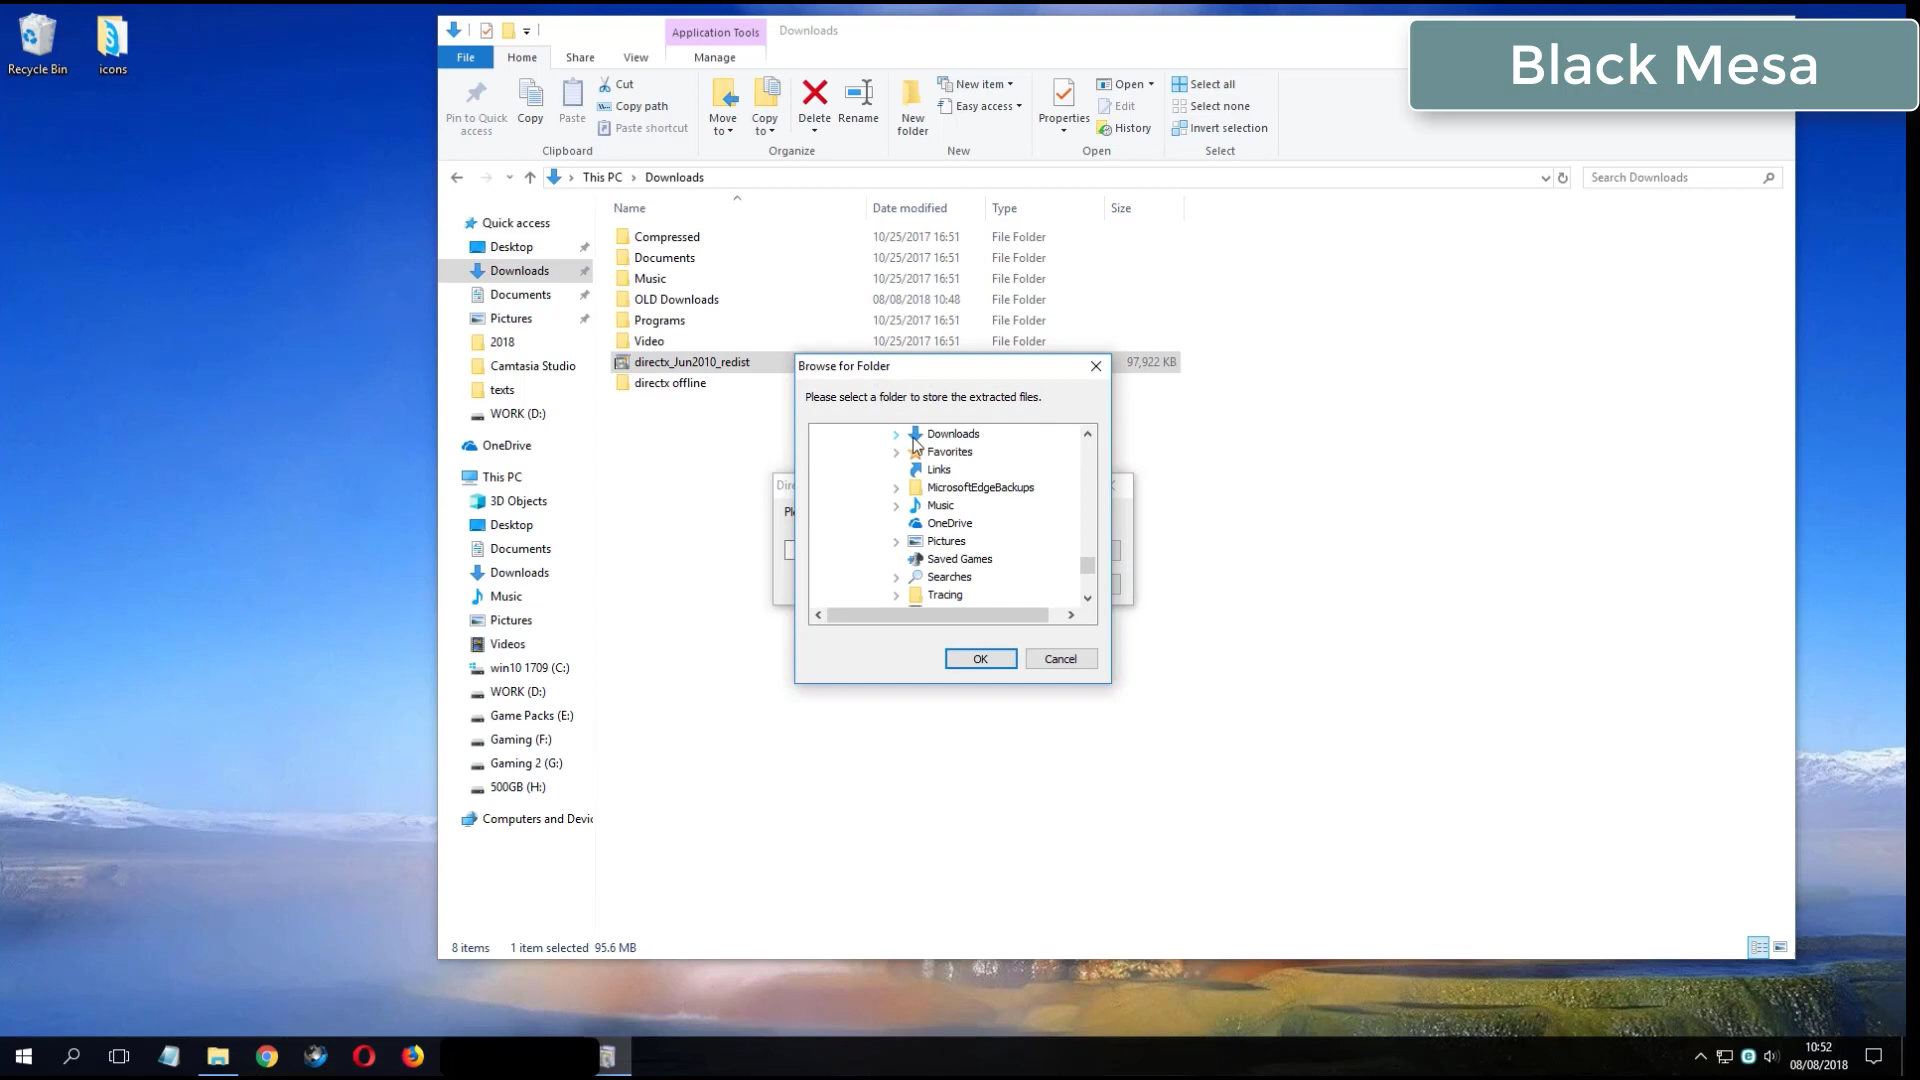 Recycle Bin
icons
Application Tools
Downloads
Black Mesa
File
Home
Share
View
Manage
Pin to Quick access
Copy
Paste
Cut
Copy path
Paste shortcut
Clipboard
Move to
Copy to
Delete
Rename
Organize
New folder
New item
Easy access
New
Properties
Open
Edit
History
Open
Select all
Select none
Invert selection
Select
This PC
Downloads
Search Downloads
Name
Date modified
Type
Size
Compressed 10/25/2017 16:51 File Folder
Documents 10/25/2017 16:51 File Folder
Music 10/25/2017 16:51 File Folder
OLD Downloads 08/08/2018 10:48 File Folder
Programs 10/25/2017 16:51 File Folder
Video 10/25/2017 16:51 File Folder
directx_Jun2010_redist 97,922 KB
directx offline
Quick access
Desktop
Downloads
Documents
Pictures
2018
Camtasia Studio
texts
WORK (D:)
OneDrive
This PC
3D Objects
Desktop
Documents
Downloads
Music
Pictures
Videos
win10 1709 (C:)
WORK (D:)
Game Packs (E:)
Gaming (F:)
Gaming 2 (G:)
500GB (H:)
Computers and Devic
Browse for Folder
Please select a folder to store the extracted files.
Downloads
Favorites
Links
MicrosoftEdgeBackups
Music
OneDrive
Pictures
Saved Games
Searches
Tracing
OK
Cancel
8 items
1 item selected 95.6 MB
10:52
08/08/2018